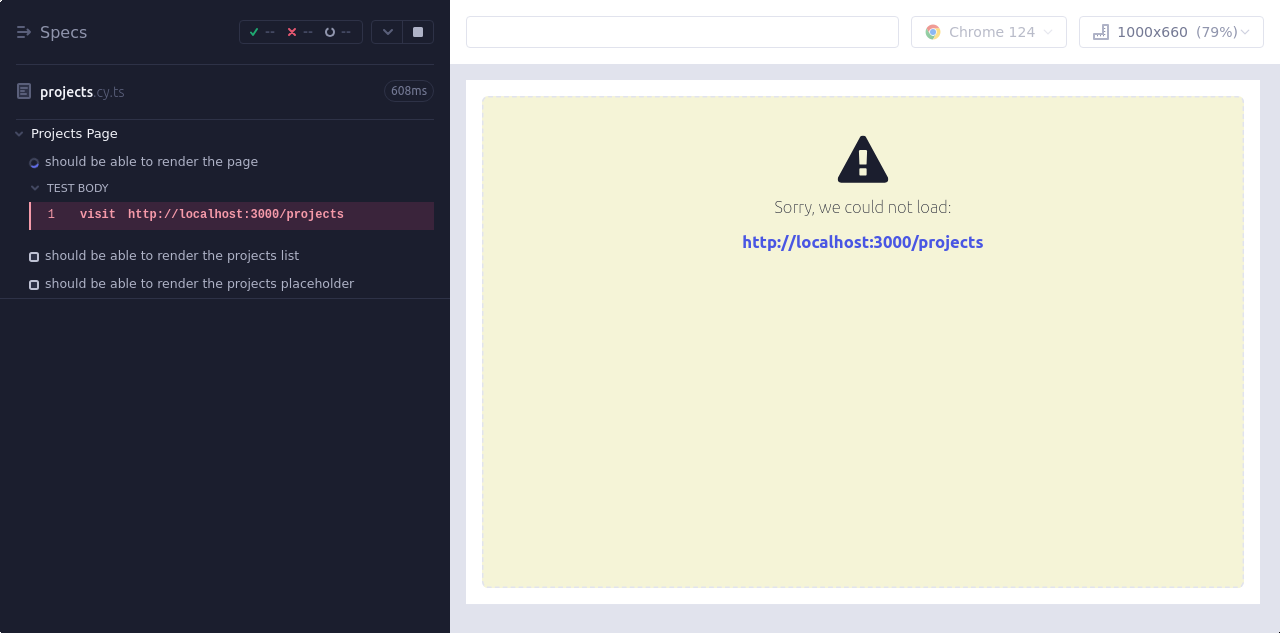 Specs
--
--
--
projects.cy.ts
608ms
Projects Page
should be able to render the page
TEST BODY
1 visit http://localhost:3000/projects
should be able to render the projects list
should be able to render the projects placeholder
Chrome 124
1000x660 (79%)
Sorry, we could not load:
http://localhost:3000/projects